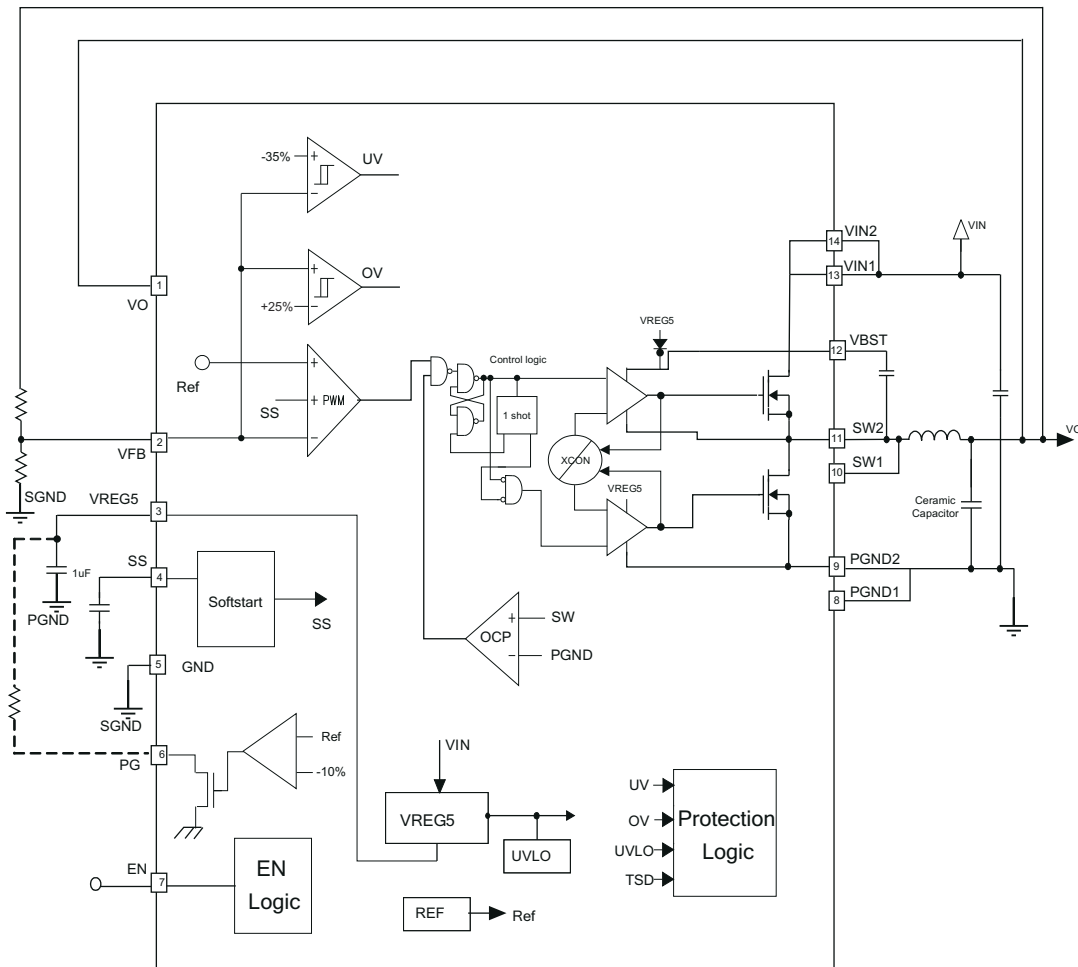 -35%
+
UV
−
14
VIN2
VIN
+
OV
13
VIN1
1
VO
+25%
−
VREG5
VBST
12
+
Control logic
Ref
SS
+
PWM
1 shot
−
2
VFB
XCON
11
SW2
VO
10
SW1
SGND
VREG5
VREG5
3
Ceramic
Capacitor
SS
1uF
4
9
PGND2
PGND
Softstart
SS
8
PGND1
+
SW
OCP
−
PGND
5
GND
SGND
Ref
6
PG
-10%
VIN
UV
VREG5
OV
Protection
Logic
UVLO
UVLO
TSD
EN
7
EN
Logic
REF
Ref